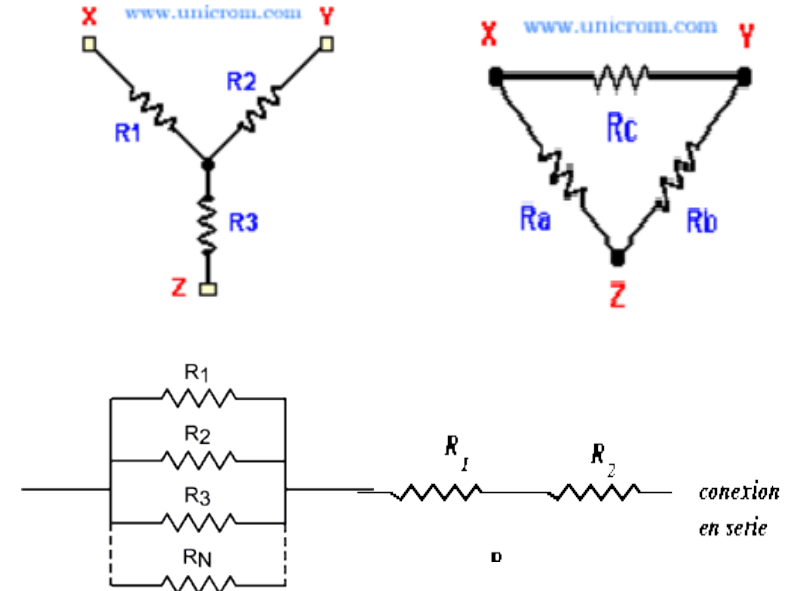 X www.unicrom.com Y
R2
R1
R3
Z
X www.unicrom.com Y
Rc
Ra Rb
Z
R1
R2
R3
RN
R1 R2 conexion
en serie